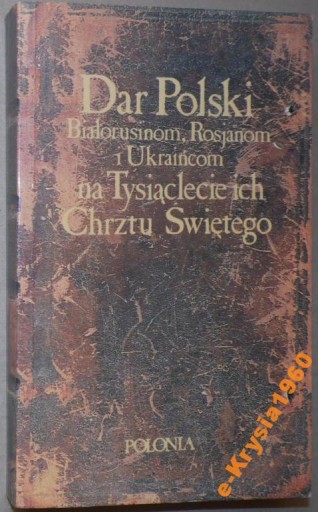 Dar Polski
Białorusinom, Rosjanom
i Ukraińcom
na Tysiąclecie ich
Chrztu Świętego
POLONIA
e-Krysia1960